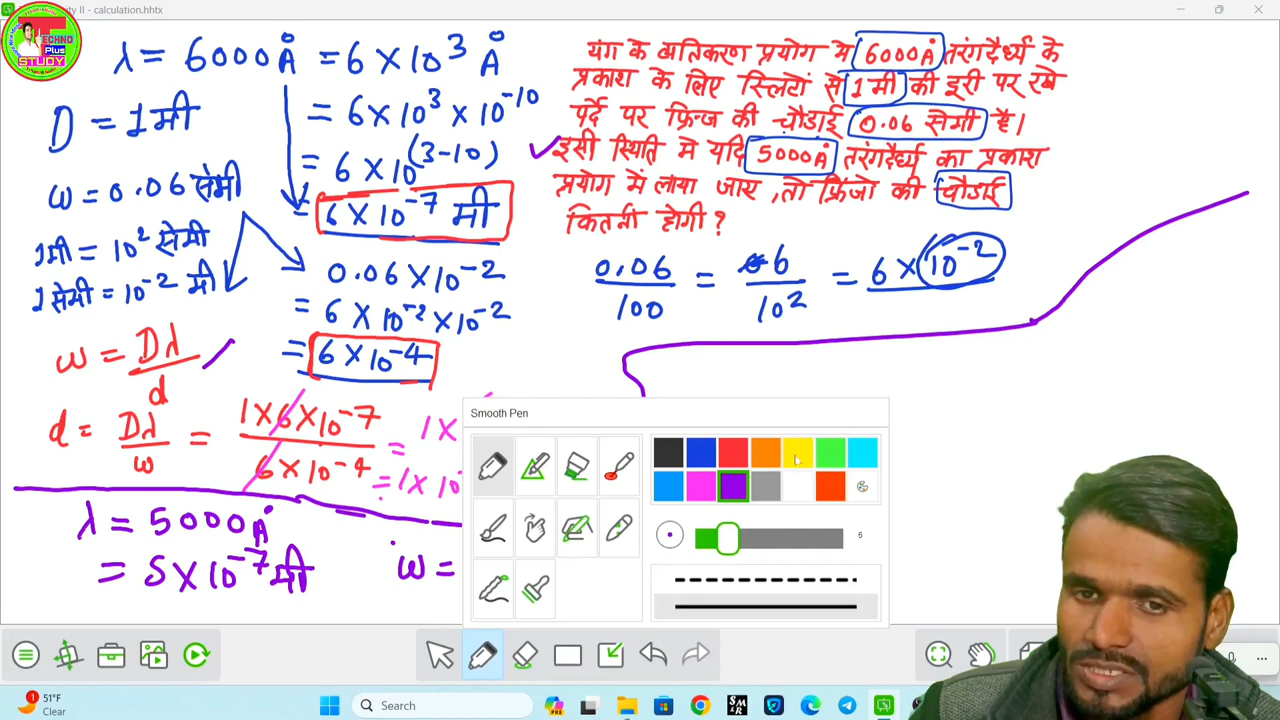 ity II - calculation.hhtx
TECHNO
Plus
STUDY
λ = 6000Å = 6×10³ Å
= 6×10³ × 10⁻¹⁰
= 6×10⁽³⁻¹⁰⁾
= 6×10⁻⁷ मी
D = 1मी
w = 0.06 सेमी
1मी = 10² सेमी
1सेमी = 10⁻² मी
0.06×10⁻²
= 6×10⁻²×10⁻²
= 6×10⁻⁴
w = Dλ/d
d = Dλ/w = 1×6×10⁻⁷/6×10⁻⁴ = 1×
= 1×10
λ = 5000Å
= 5×10⁻⁷ मी
w =
यंग के व्यतिकरण प्रयोग में 6000Å तरंगदैर्ध्य के
प्रकाश के लिए स्लिटों से 1मी की दूरी पर रखे
पर्दे पर फ्रिन्ज की चौडाई 0.06 सेमी है।
इसी स्थिति में यदि 5000Å तरंगदैर्ध्य का प्रकाश
प्रयोग में लाया जाए, तो फ्रिंजो की चौडाई
कितनी होगी ?
0.06/100 = 6/10² = 6×10⁻²
Smooth Pen
6
51°F
Clear
Search